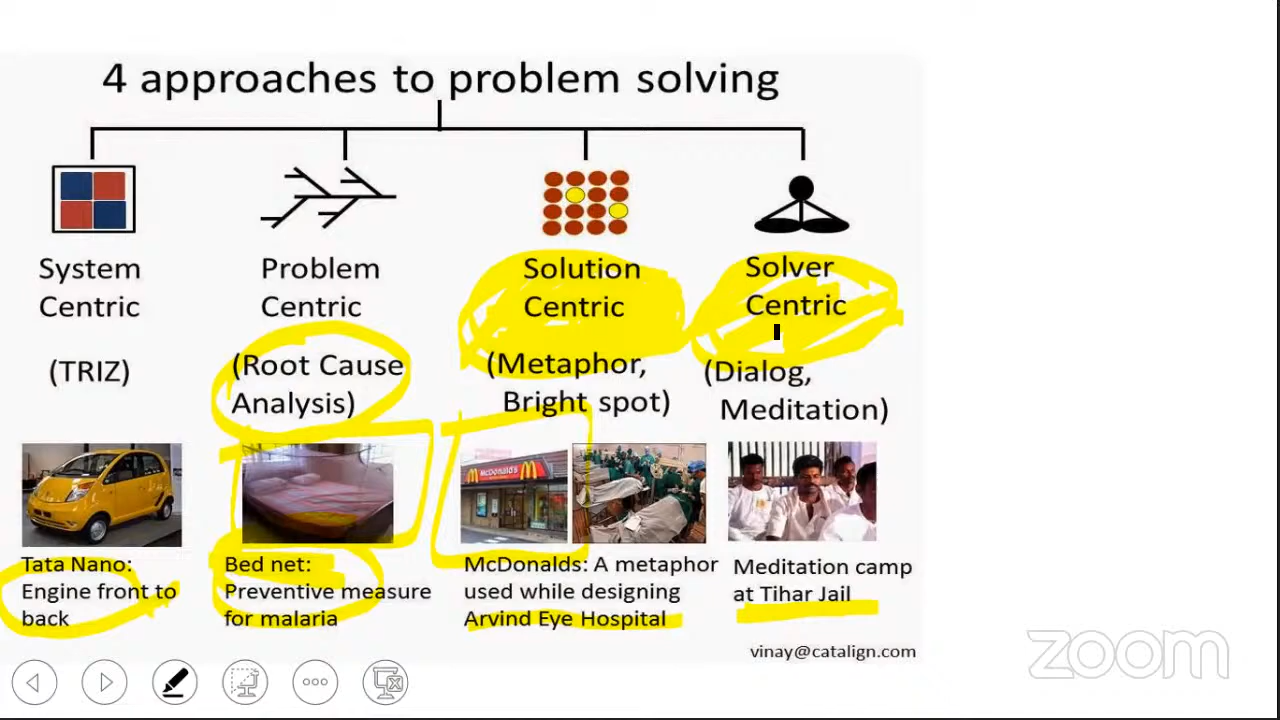 4 approaches to problem solving
System
Centric
(TRIZ)
Problem
Centric
(Root Cause
Analysis)
Solution
Centric
(Metaphor,
Bright spot)
Solver
Centric
(Dialog,
Meditation)
McDonald's
Tata Nano:
Engine front to
back
Bed net:
Preventive measure
for malaria
McDonalds: A metaphor
used while designing
Arvind Eye Hospital
Meditation camp
at Tihar Jail
vinay@catalign.com
zoom